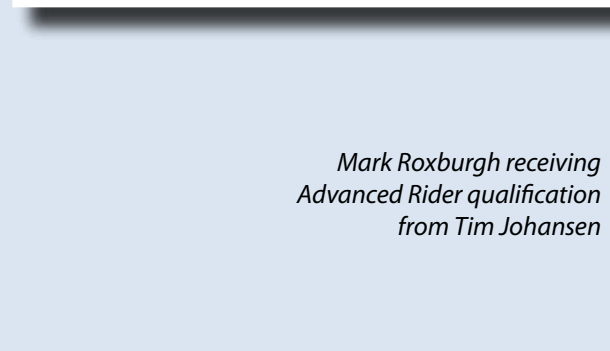 Mark Roxburgh receiving
Advanced Rider qualification
from Tim Johansen